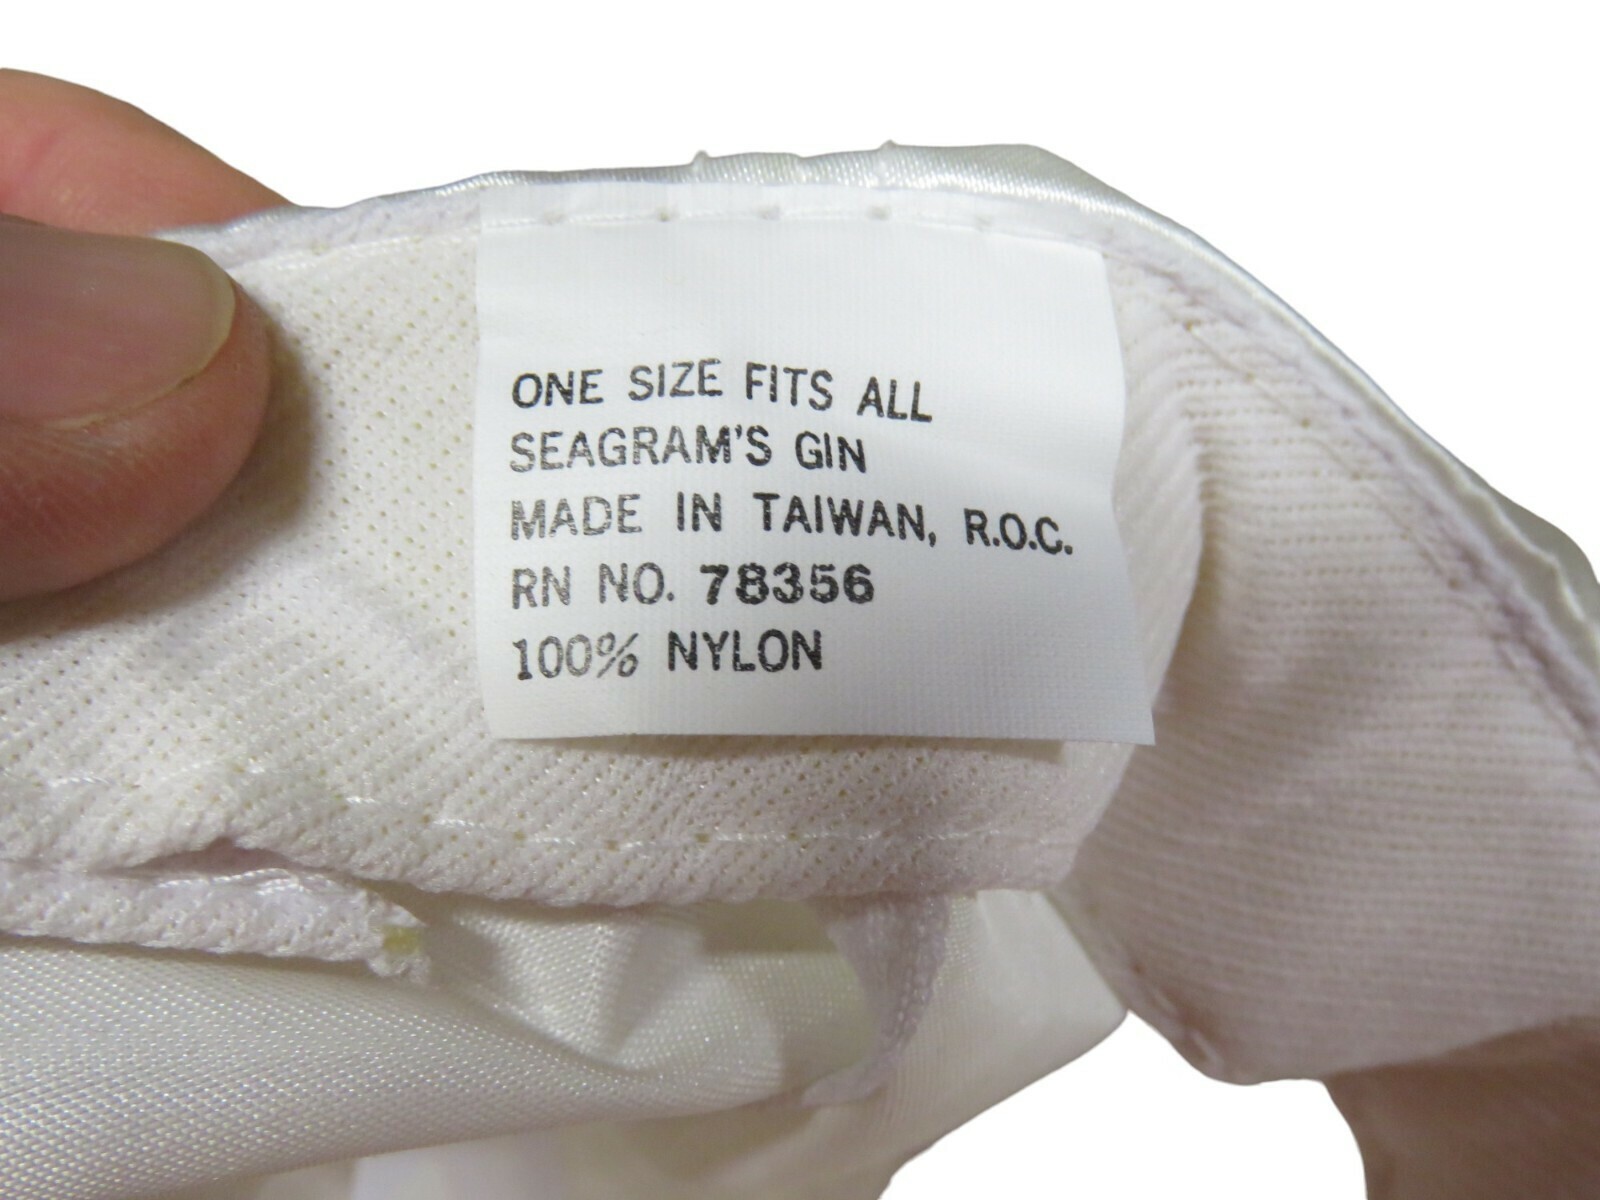 ONE SIZE FITS ALL
SEAGRAM'S GIN
MADE IN TAIWAN, R.O.C.
RN NO. 78356
100% NYLON